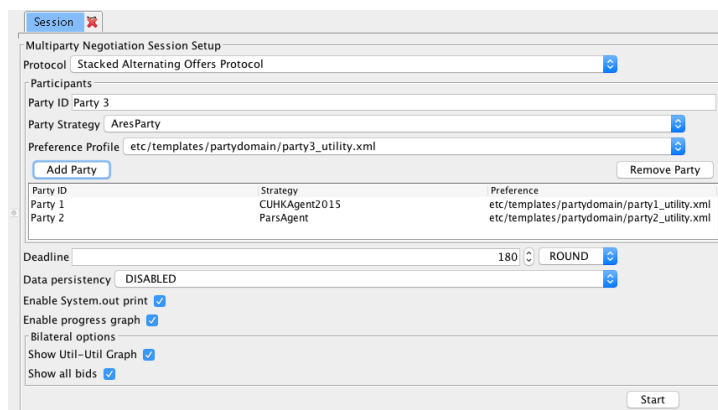 Session
Multiparty Negotiation Session Setup
Protocol Stacked Alternating Offers Protocol
Participants
Party ID Party 3
Party Strategy AresParty
Preference Profile etc/templates/partydomain/party3_utility.xml
Add Party Remove Party
Party ID Strategy Preference
Party 1 CUHKAgent2015 etc/templates/partydomain/party1_utility.xml
Party 2 ParsAgent etc/templates/partydomain/party2_utility.xml
Deadline 180 ROUND
Data persistency DISABLED
Enable System.out print
Enable progress graph
Bilateral options
Show Util-Util Graph
Show all bids
Start